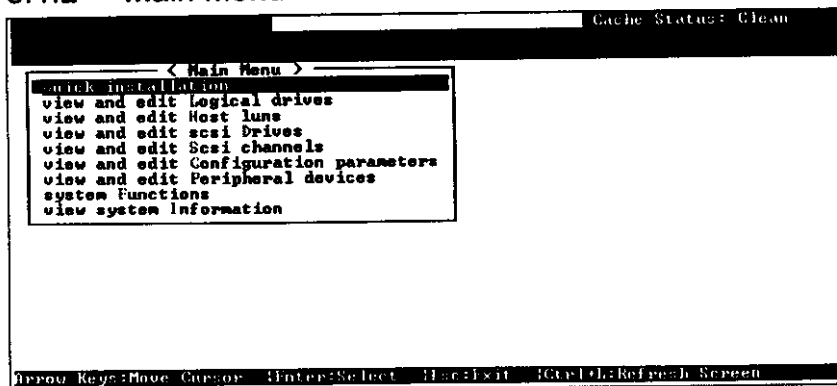 Cache Status: Clean
< Main Menu >
quick installation
view and edit Logical drives
view and edit Host luns
view and edit scsi Drives
view and edit Scsi channels
view and edit Configuration parameters
view and edit Peripheral devices
system Functions
view system Information
Arrow Keys:Move Cursor |Enter:Select |Esc:Exit |Ctrl+L:Refresh Screen